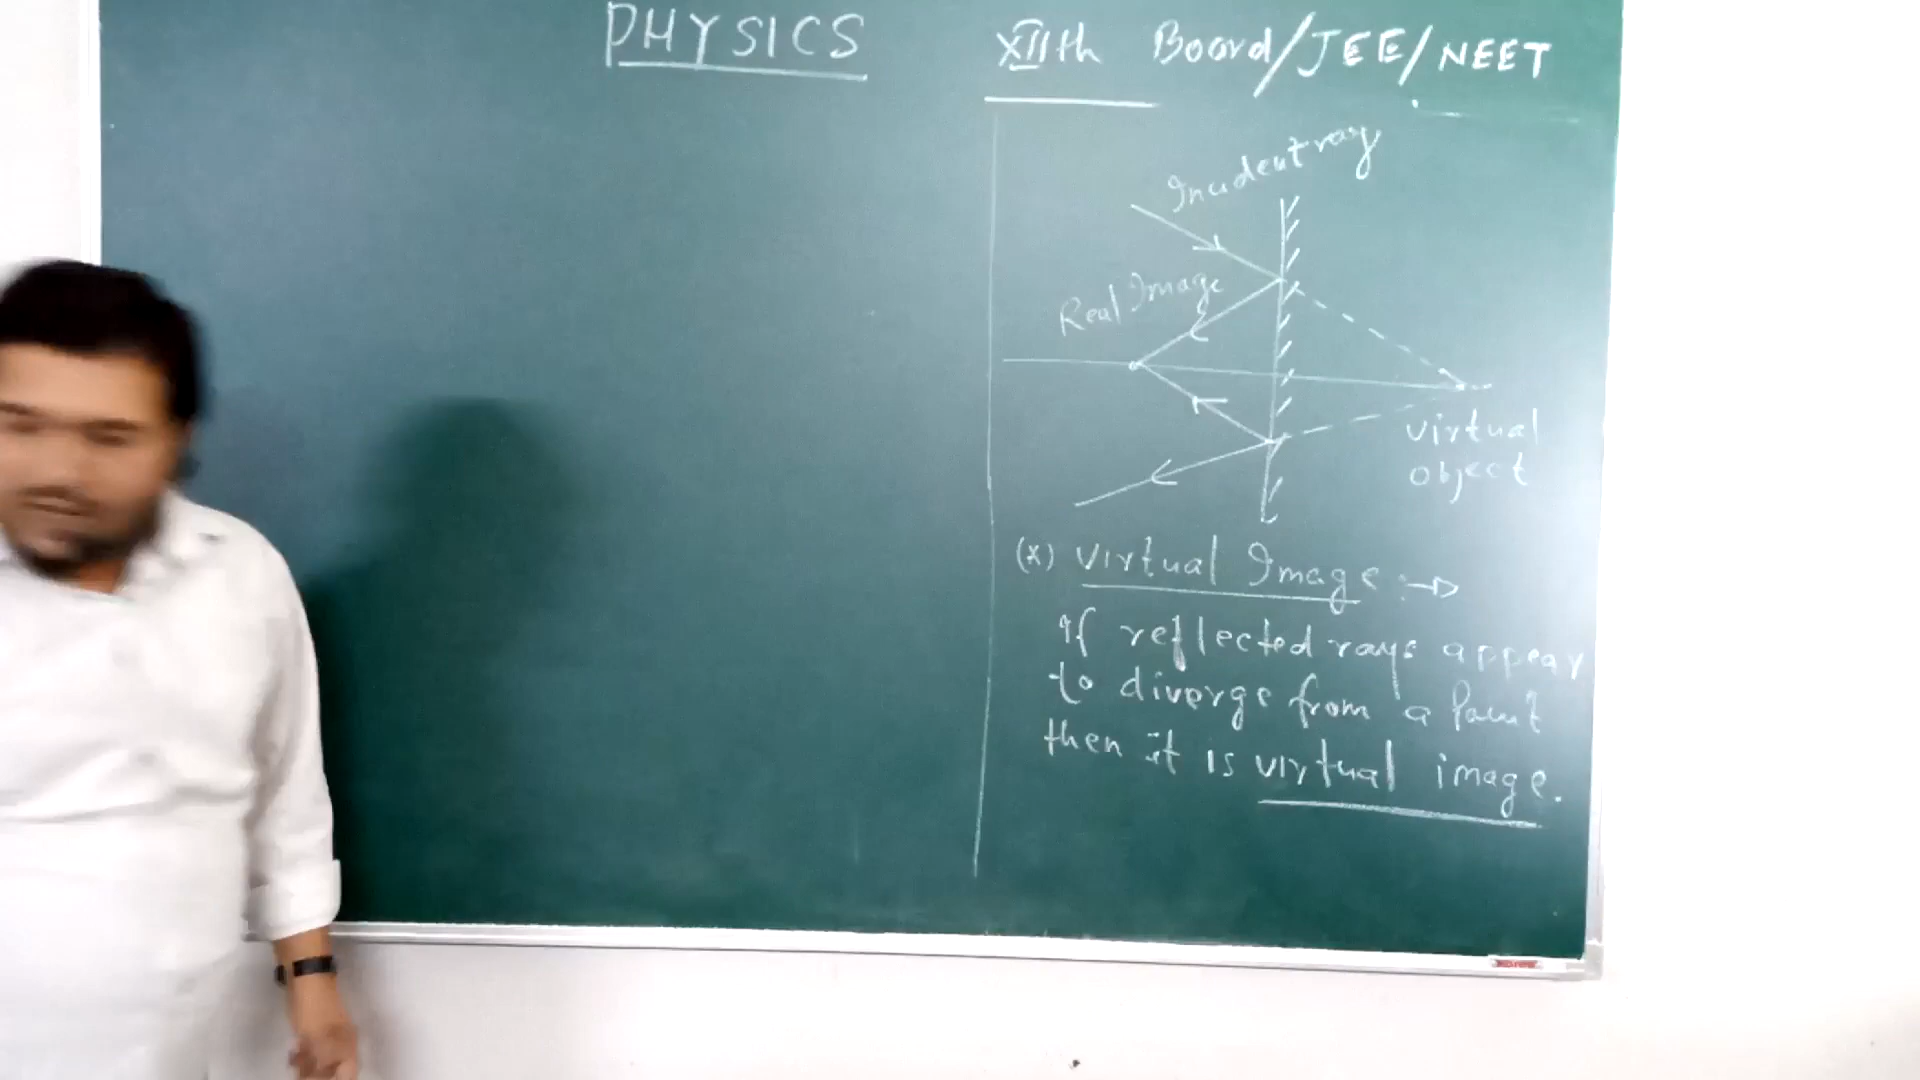 PHYSICS
XIIth Board/JEE/NEET
Incident ray
Real Image
virtual
object
(x) Virtual Image :→
If reflected rays appear
to diverge from a Point
then it is virtual image.